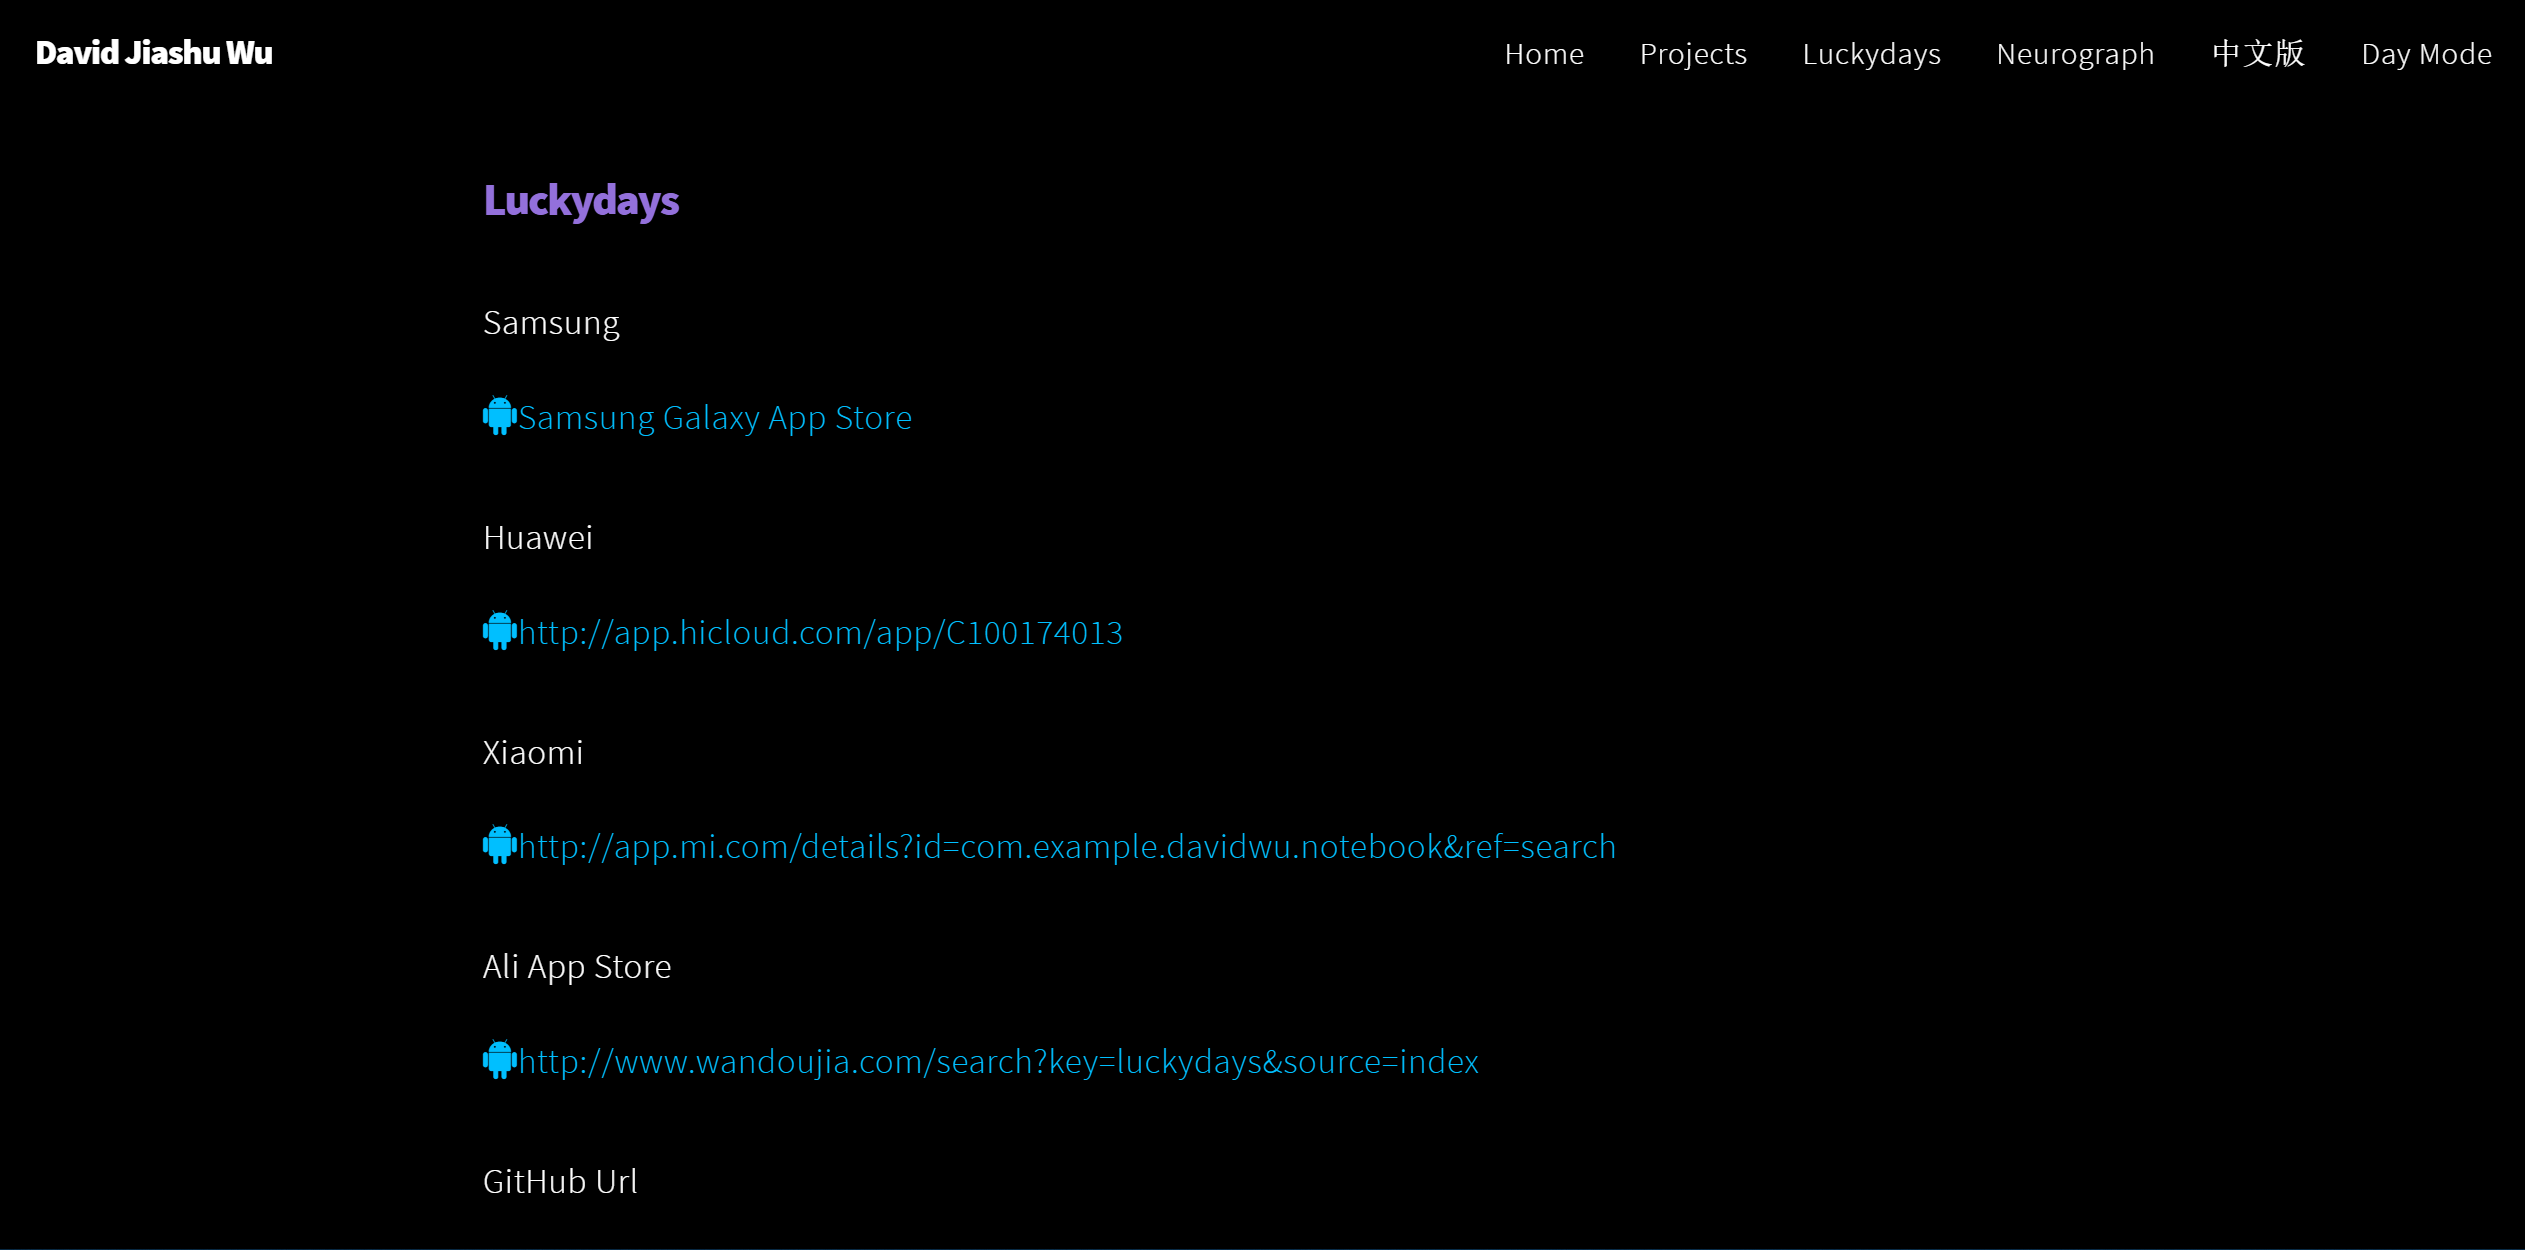 David Jiashu Wu
Home Projects Luckydays Neurograph 中文版 Day Mode
Luckydays
Samsung
Samsung Galaxy App Store
Huawei
http://app.hicloud.com/app/C100174013
Xiaomi
http://app.mi.com/details?id=com.example.davidwu.notebook&ref=search
Ali App Store
http://www.wandoujia.com/search?key=luckydays&source=index
GitHub Url